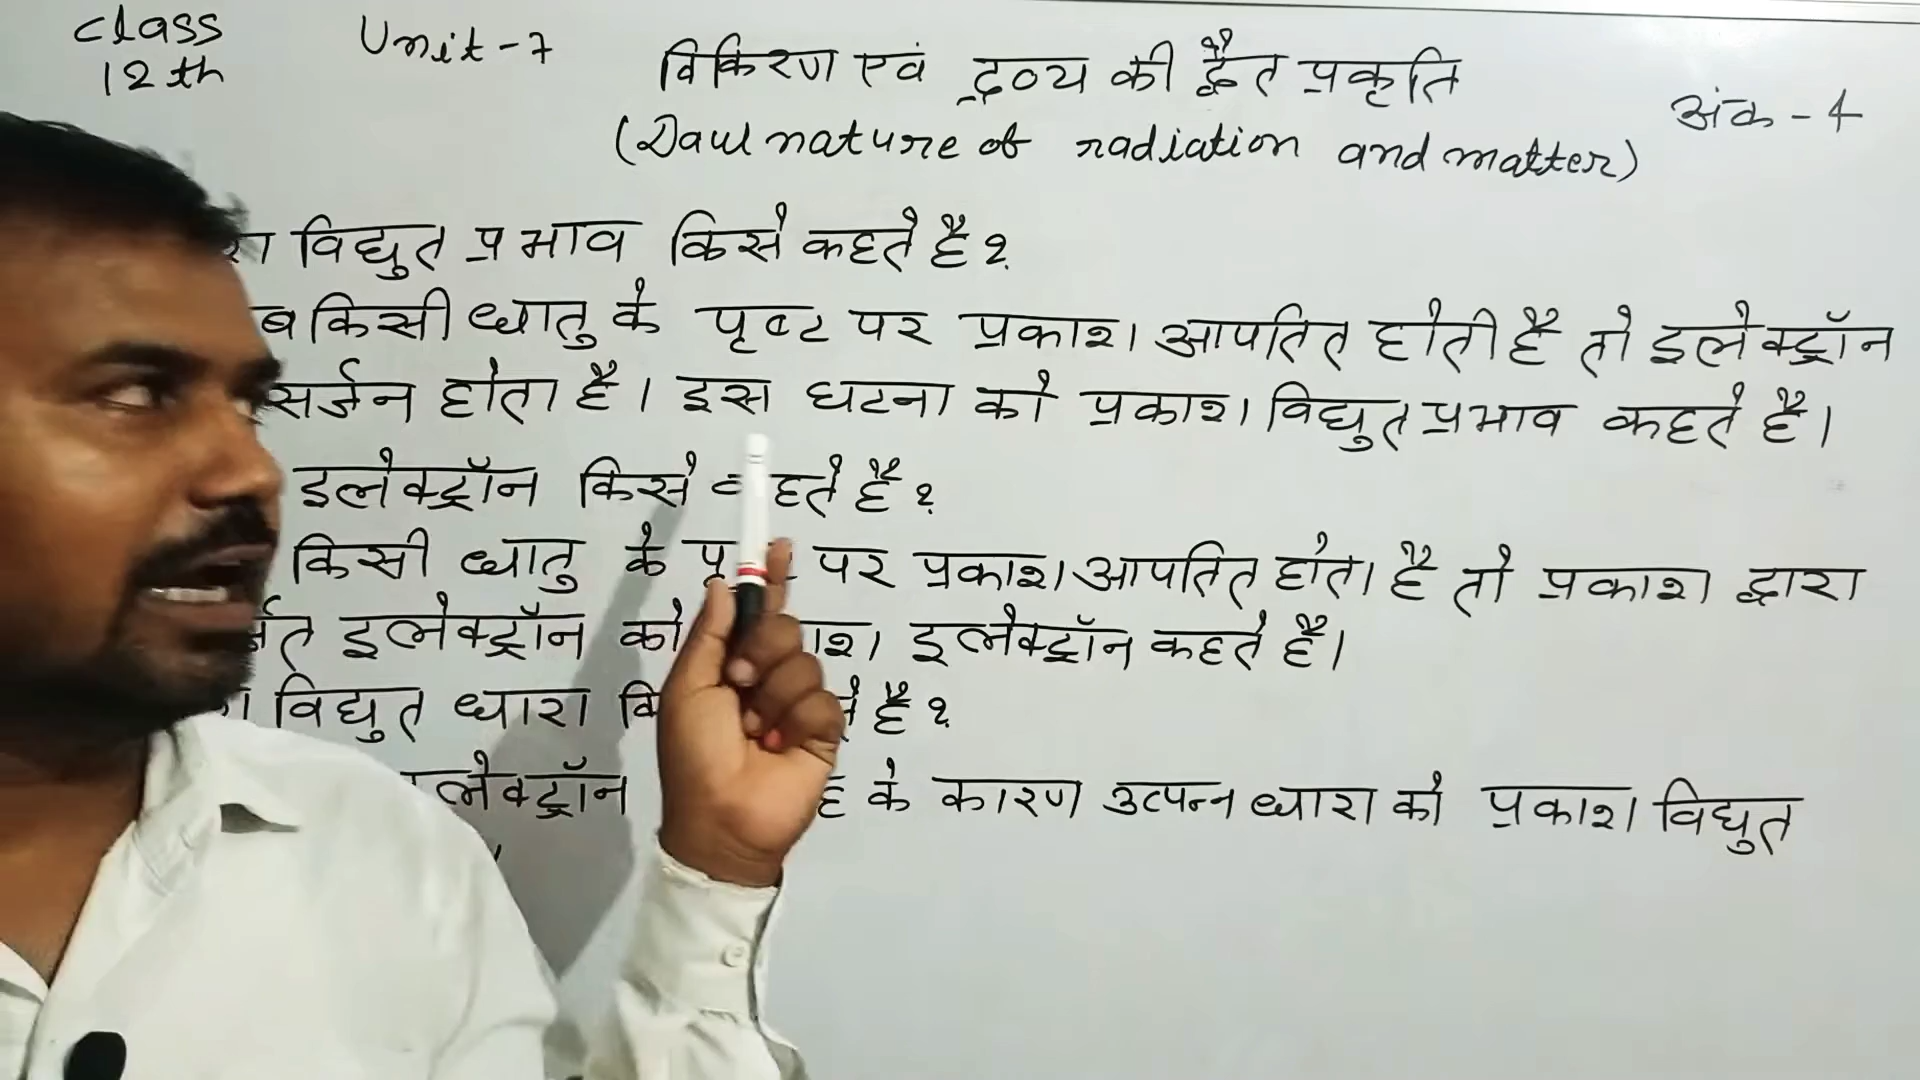 class
12th
Unit-7
विकिरण एवं द्रव्य की द्वैत प्रकृति
(Daul nature of radiation and matter)
अंक - 4
विद्युत प्रभाव किसे कहते हैं?
किसी धातु के पृष्ट पर प्रकाश आपतित होती है तो इलेक्ट्रॉन
होता है। इस घटना को प्रकाश विद्युत प्रभाव कहते हैं।
इलेक्ट्रॉन किसे कहते हैं?
किसी धातु के पर प्रकाश आपतित होता है तो प्रकाश द्वारा
इलेक्ट्रॉन को इलेक्ट्रॉन कहते हैं।
विद्युत धारा हैं?
के कारण उत्पन्न धारा को प्रकाश विद्युत